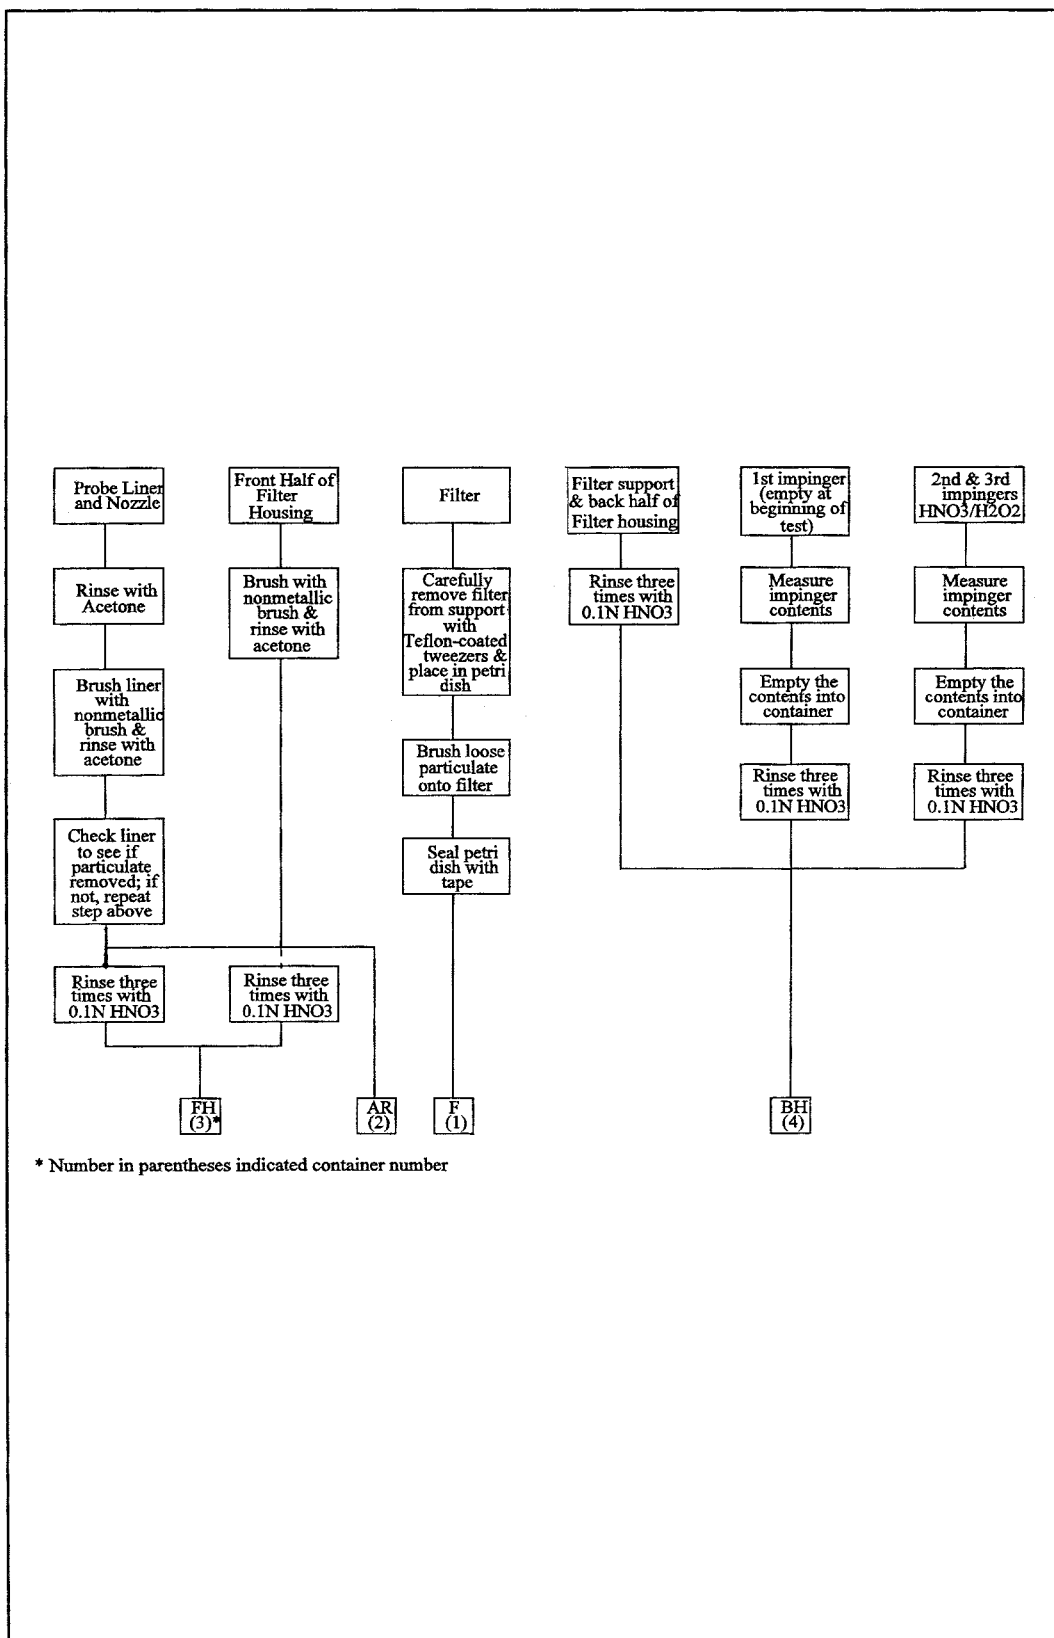 Probe Liner
and Nozzle
Rinse with
Acetone
Brush liner
with
nonmetallic
brush &
rinse with
acetone
Check liner
to see if
particulate
removed; if
not, repeat
step above
Rinse three
times with
0.1N HNO3
Front Half of
Filter
Housing
Brush with
nonmetallic
brush &
rinse with
acetone
Rinse three
times with
0.1N HNO3
FH
(3)*
AR
(2)
Filter
Carefully
remove filter
from support
with
Teflon-coated
tweezers &
place in petri
dish
Brush loose
particulate
onto filter
Seal petri
dish with
tape
F
(1)
Filter support
& back half of
Filter housing
Rinse three
times with
0.1N HNO3
1st impinger
(empty at
beginning of
test)
Measure
impinger
contents
Empty the
contents into
container
Rinse three
times with
0.1N HNO3
2nd & 3rd
impingers
HNO3/H2O2
Measure
impinger
contents
Empty the
contents into
container
Rinse three
times with
0.1N HNO3
BH
(4)
* Number in parentheses indicated container number